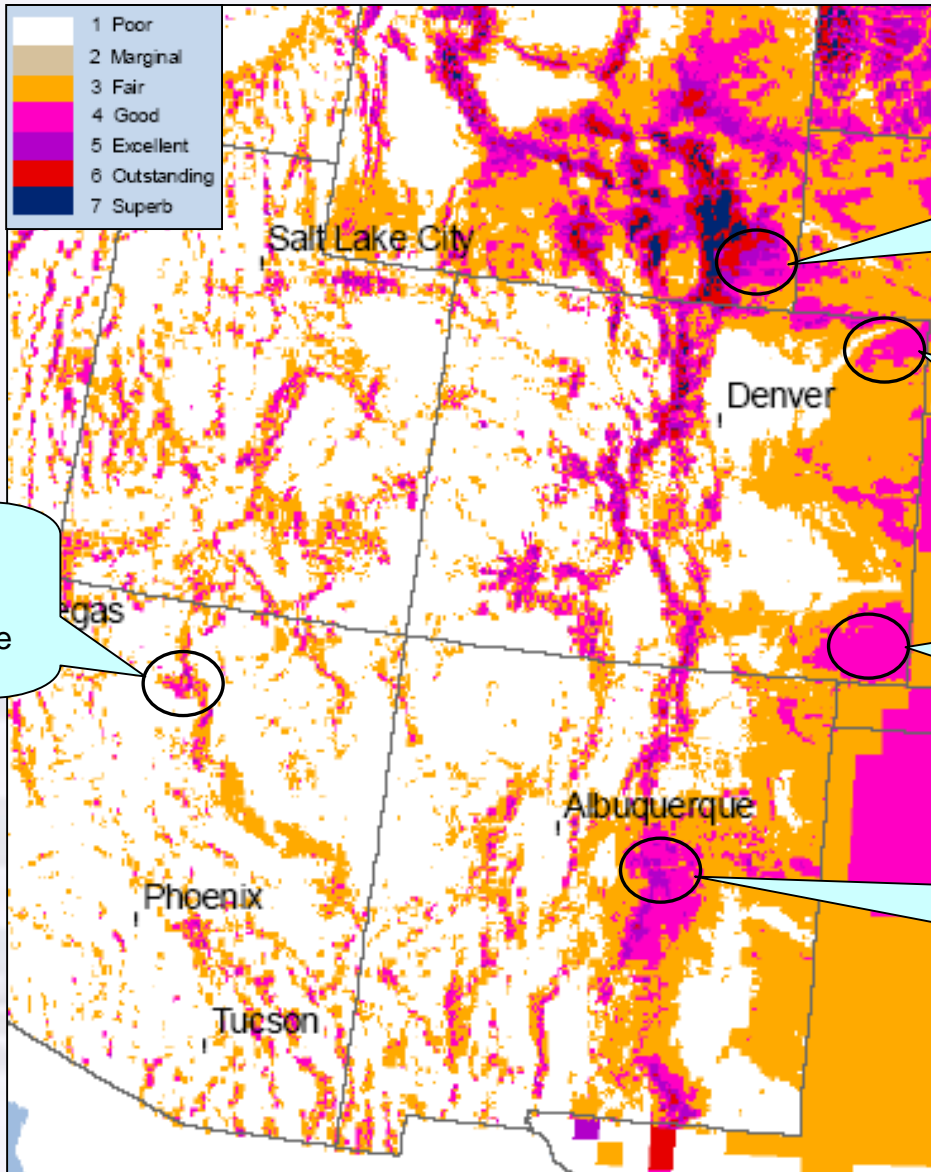 1 Poor
2 Marginal
3 Fair
4 Good
5 Excellent
6 Outstanding
7 Superb
Salt Lake City
Denver
egas
e
Albuquerque
Phoenix
Tucson